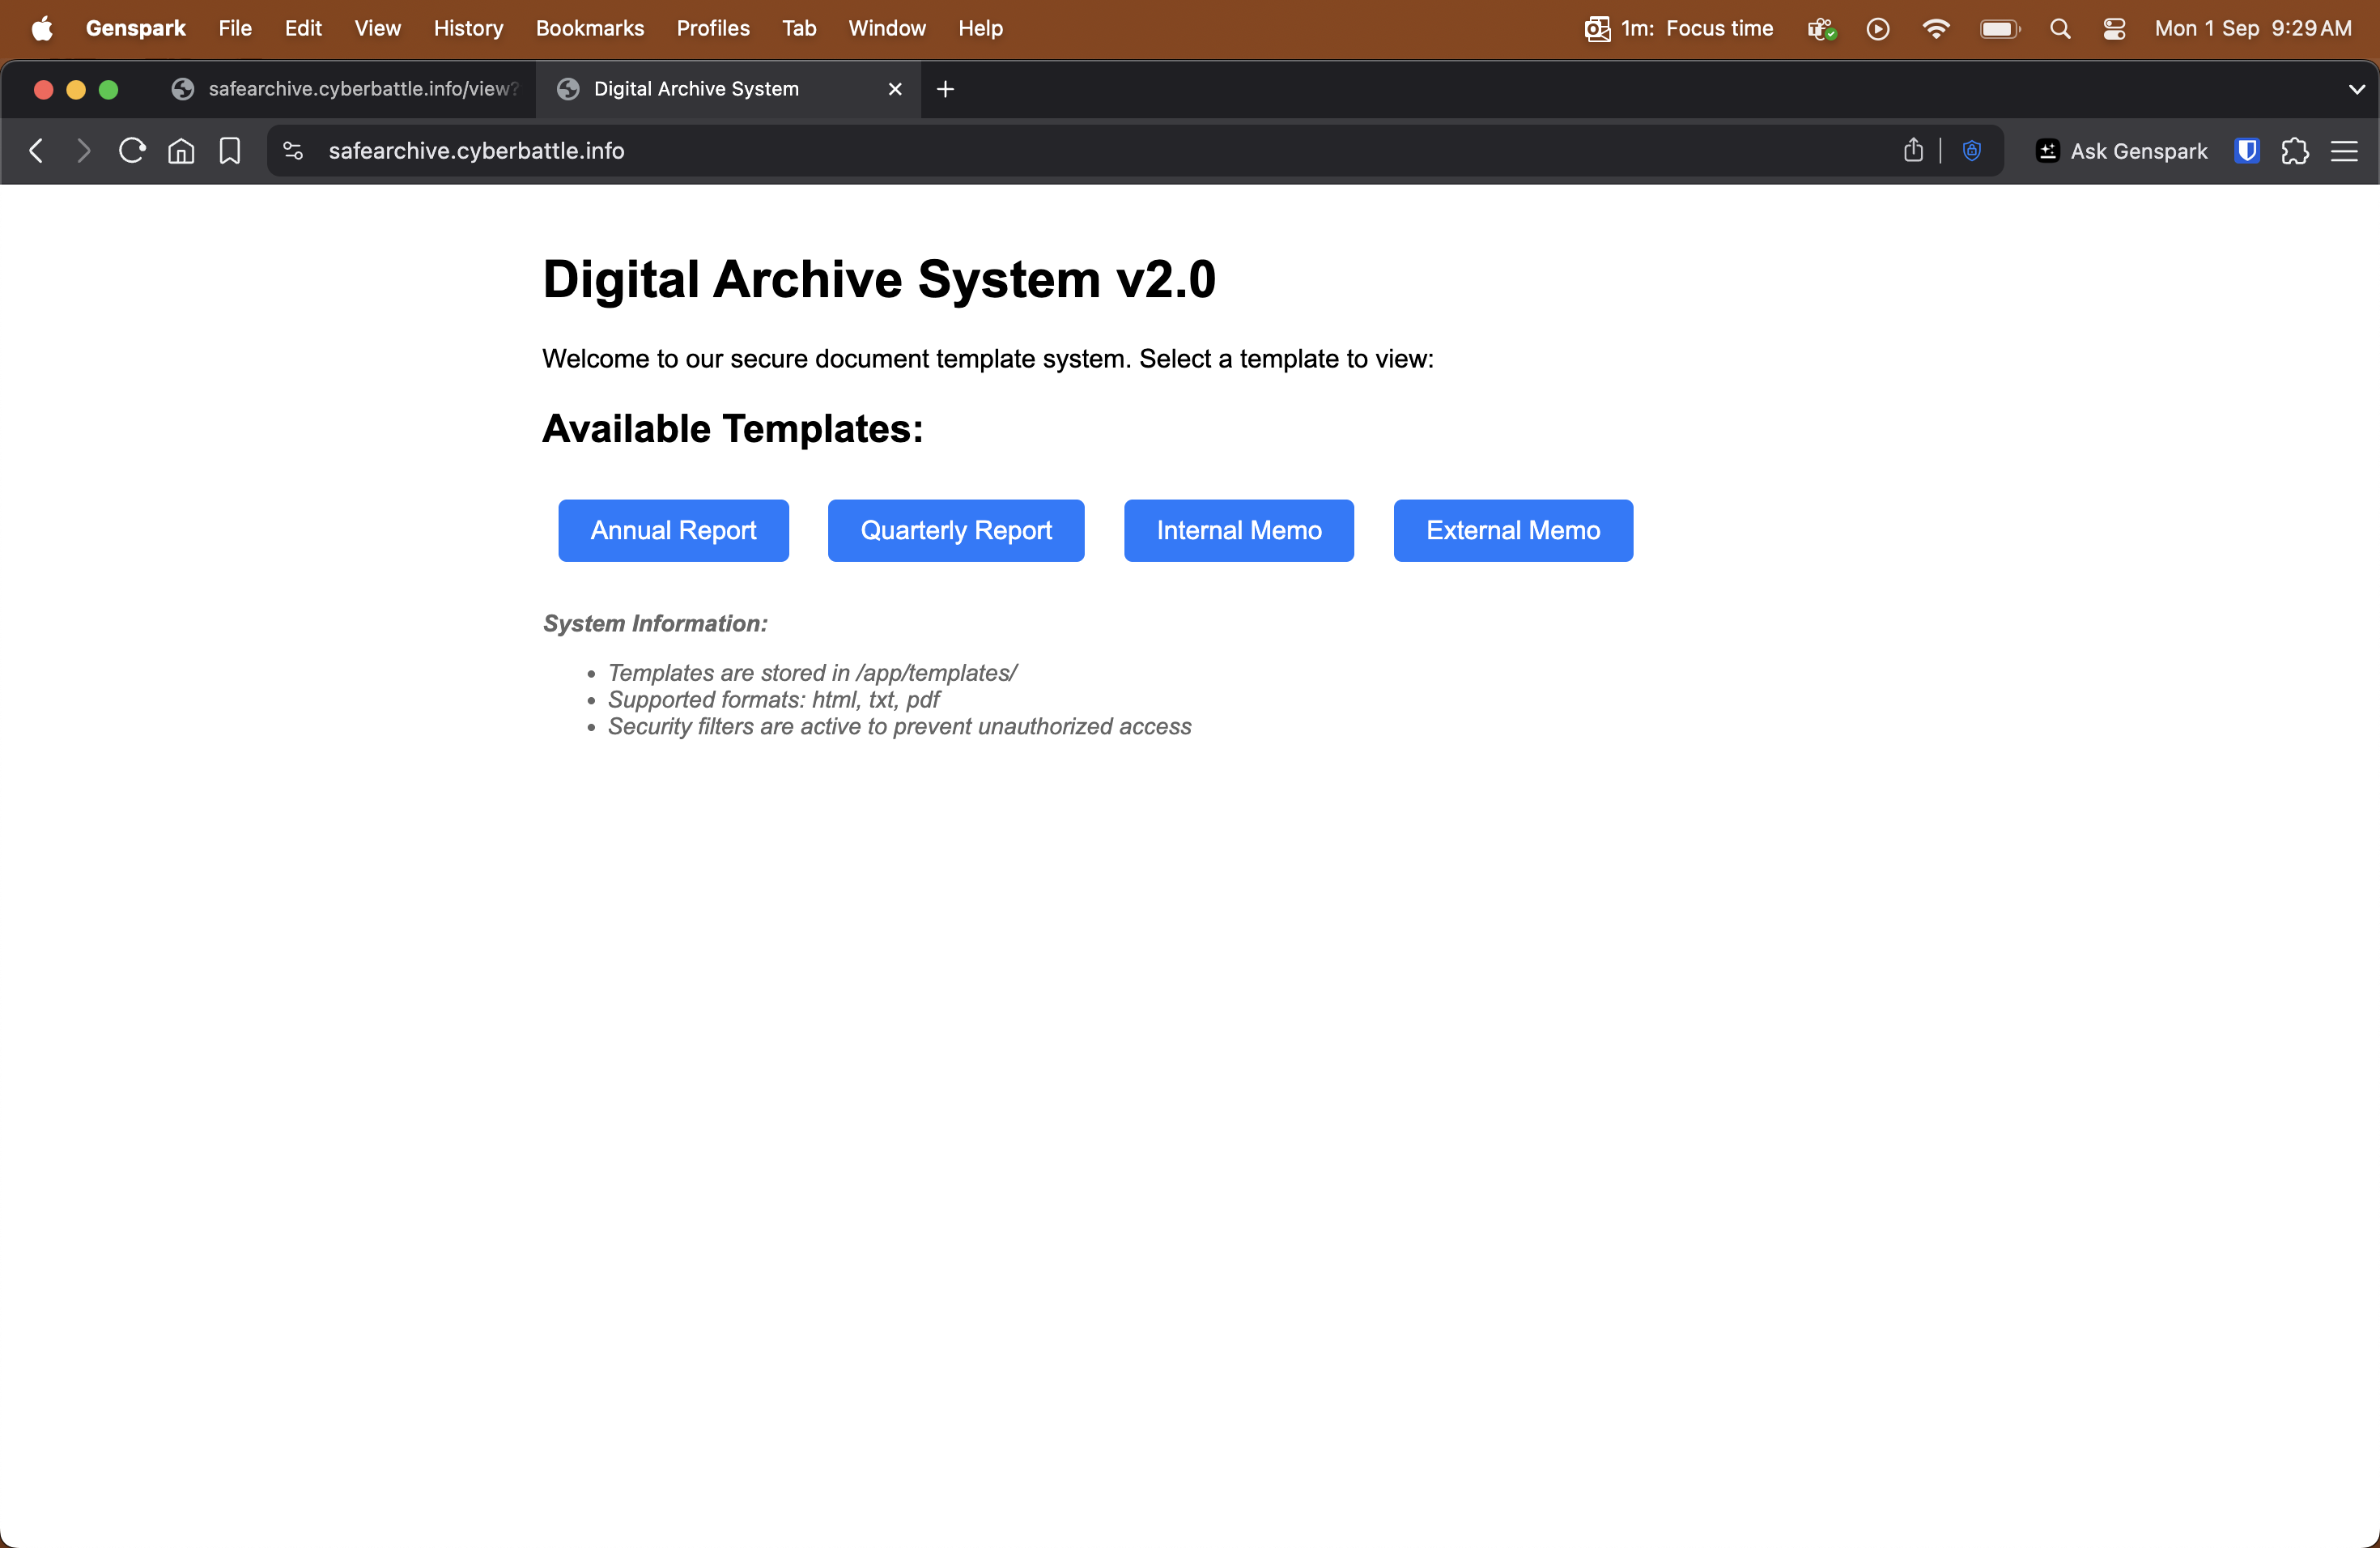 Genspark File Edit View History Bookmarks Profiles Tab Window Help 1m: Focus time Mon 1 Sep 9:29 AM
safearchive.cyberbattle.info/view? Digital Archive System
safearchive.cyberbattle.info Ask Genspark
Digital Archive System v2.0
Welcome to our secure document template system. Select a template to view:
Available Templates:
Annual Report Quarterly Report Internal Memo External Memo
System Information:
• Templates are stored in /app/templates/
• Supported formats: html, txt, pdf
• Security filters are active to prevent unauthorized access